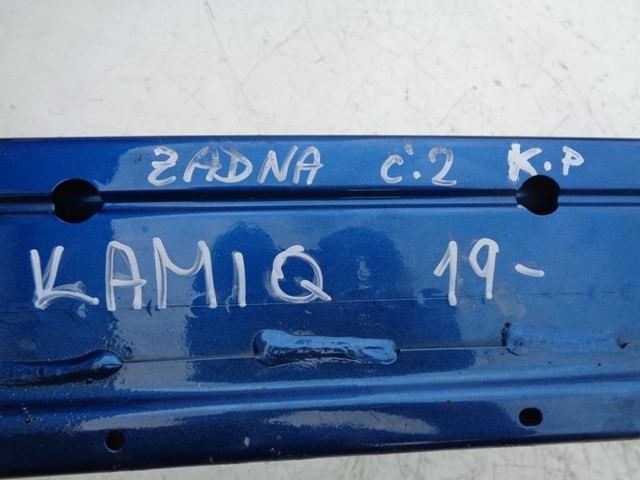 ZADNA č.2 K.P
KAMIQ 19-